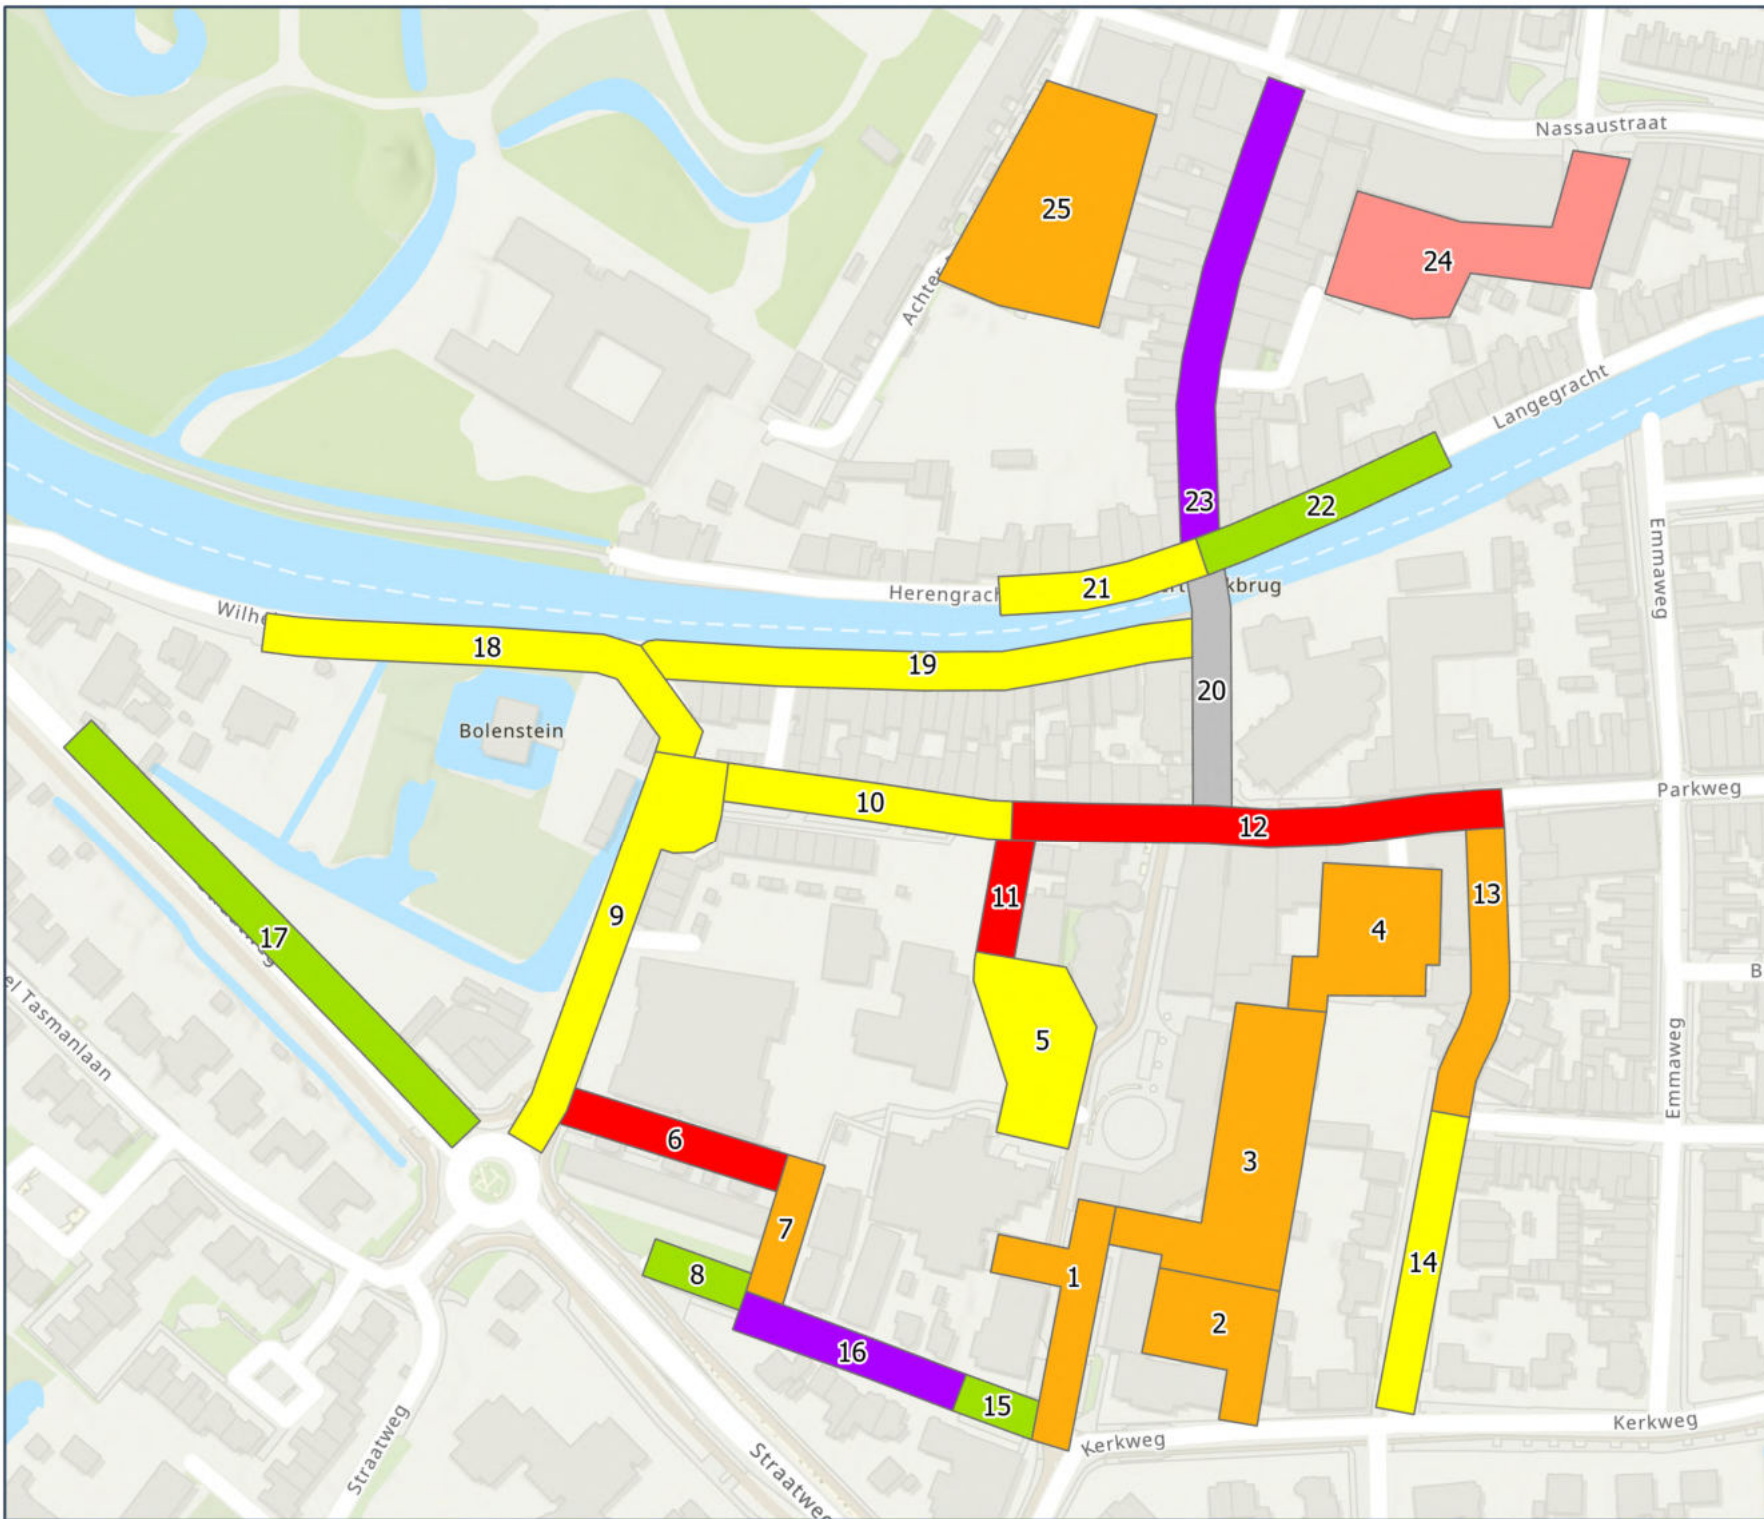 Nassaustraat
25
24
Achter
Langegracht
23
22
Emmaweg
Herengrach
21
kbrug
Wilhe
18
19
20
Bolenstein
Parkweg
10
12
11
13
9
4
17
B
el Tasmanlaan
5
Emmaweg
6
3
7
8
1
14
2
16
15
Straatweg
Kerkweg
Kerkweg
Straatweg